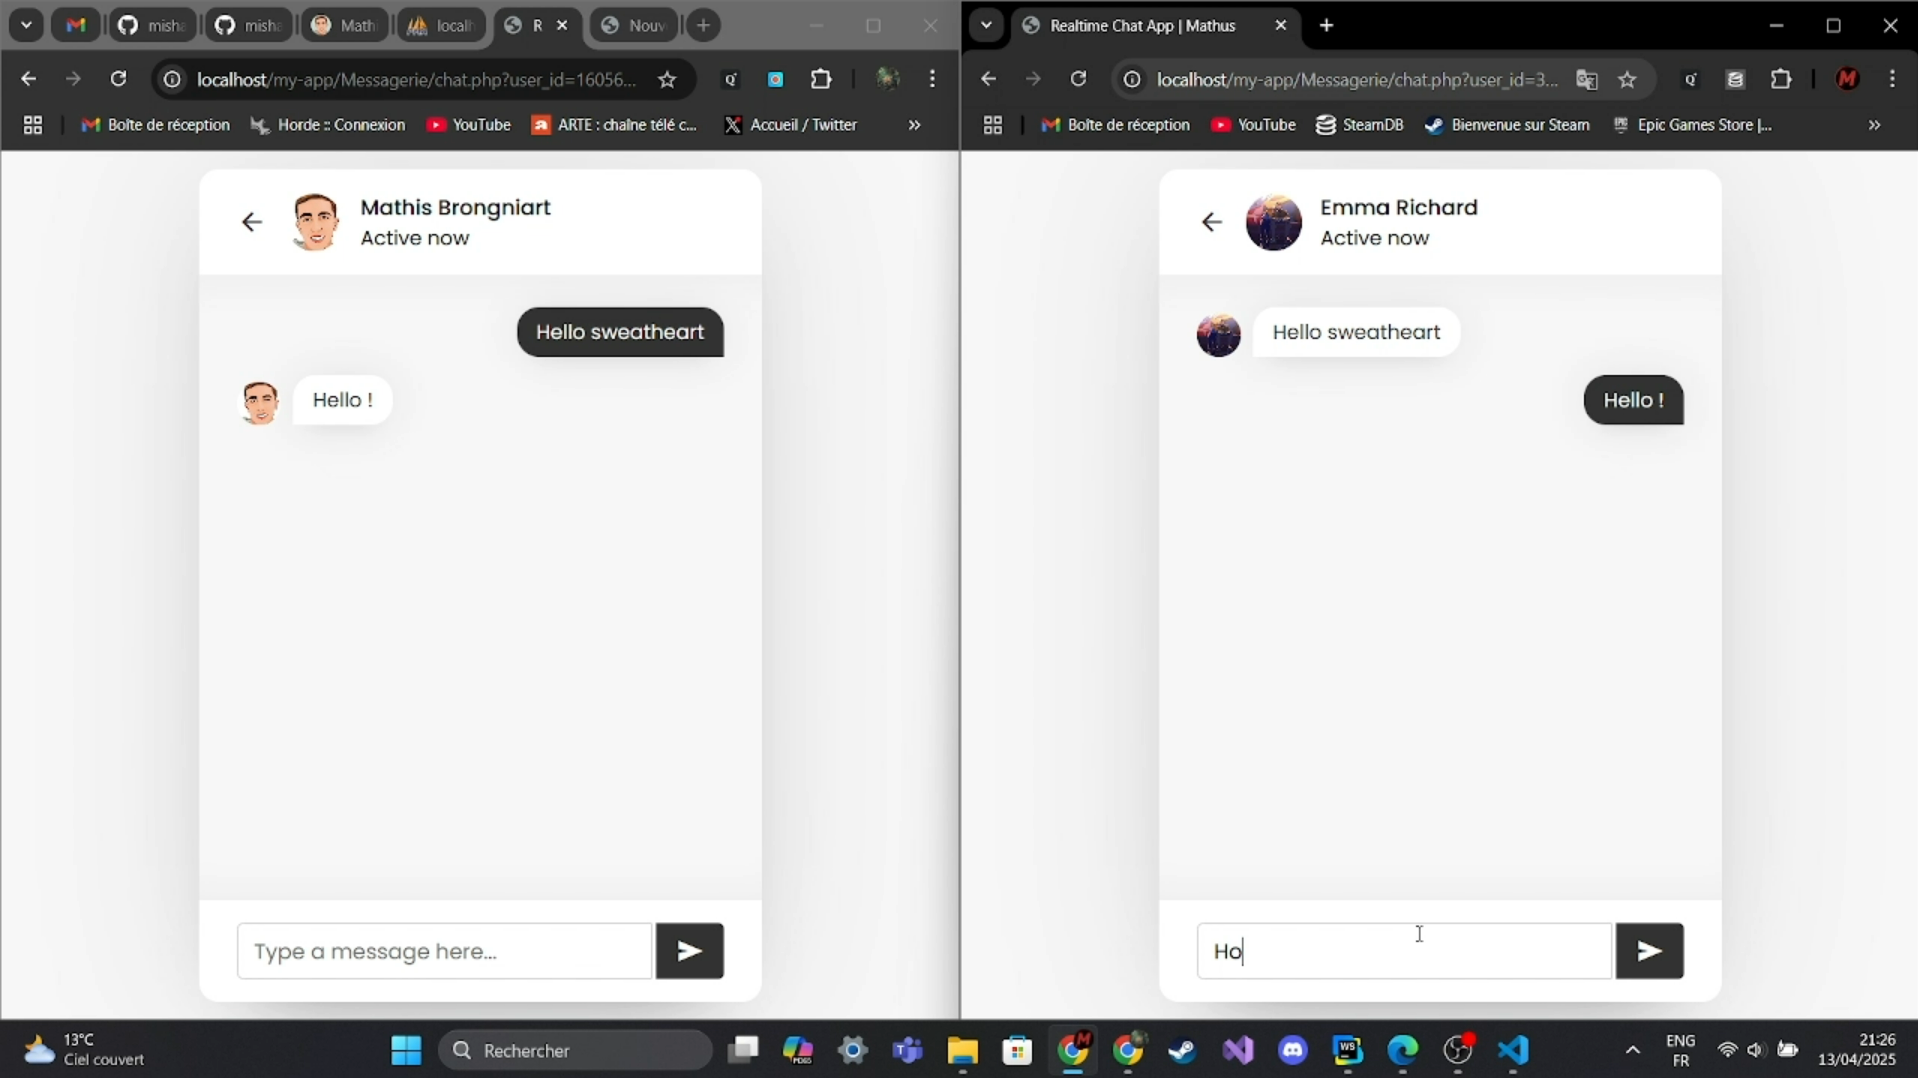 mish
mish
Math
localh
R
Nouv
localhost/my-app/Messagerie/chat.php?user_id=16056...
Boîte de réception
Horde :: Connexion
YouTube
ARTE : chaîne télé c...
Accueil / Twitter
»
Mathis Brongniart
Active now
Hello sweatheart
Hello !
Type a message here...
Realtime Chat App | Mathus
localhost/my-app/Messagerie/chat.php?user_id=3...
Boîte de réception
YouTube
SteamDB
Bienvenue sur Steam
Epic Games Store |...
»
Emma Richard
Active now
Hello sweatheart
Hello !
Ho
13°C
Ciel couvert
Rechercher
ENG
FR
21:26
13/04/2025